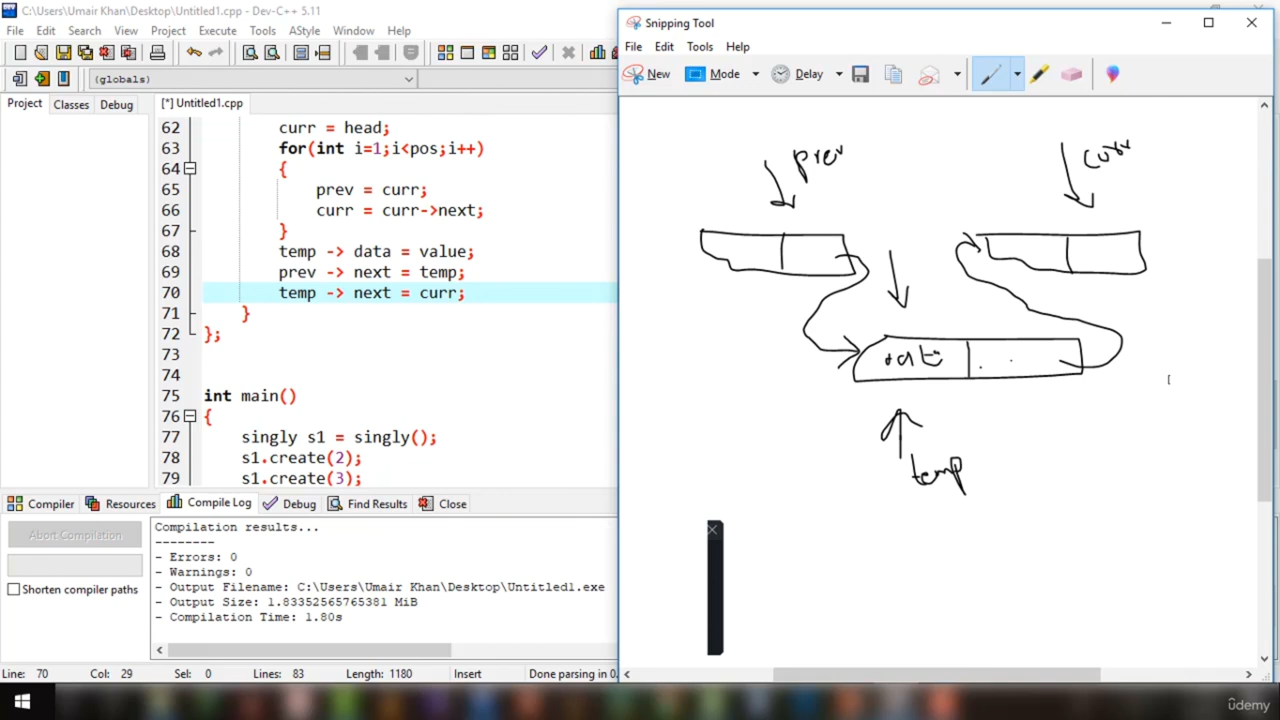 C:\Users\Umair Khan\Desktop\Untitled1.cpp - Dev-C++ 5.11
File Edit Search View Project Execute Tools AStyle Window Help
(globals)
Project Classes Debug
[*] Untitled1.cpp
62 curr = head;
63 for(int i=1;i<pos;i++)
64 {
65 prev = curr;
66 curr = curr->next;
67 }
68 temp -> data = value;
69 prev -> next = temp;
70 temp -> next = curr;
71 }
72 };
73
74
75 int main()
76 {
77 singly s1 = singly();
78 s1.create(2);
79 s1.create(3);
Compiler Resources Compile Log Debug Find Results Close
Abort Compilation
Shorten compiler paths
Compilation results...
--------
- Errors: 0
- Warnings: 0
- Output Filename: C:\Users\Umair Khan\Desktop\Untitled1.exe
- Output Size: 1.83392565765381 MiB
- Compilation Time: 1.80s
Line: 70 Col: 29 Sel: 0 Lines: 83 Length: 1180 Insert Done parsing in 0.
Snipping Tool
File Edit Tools Help
New Mode Delay
prev
curr
temp
ûdemy